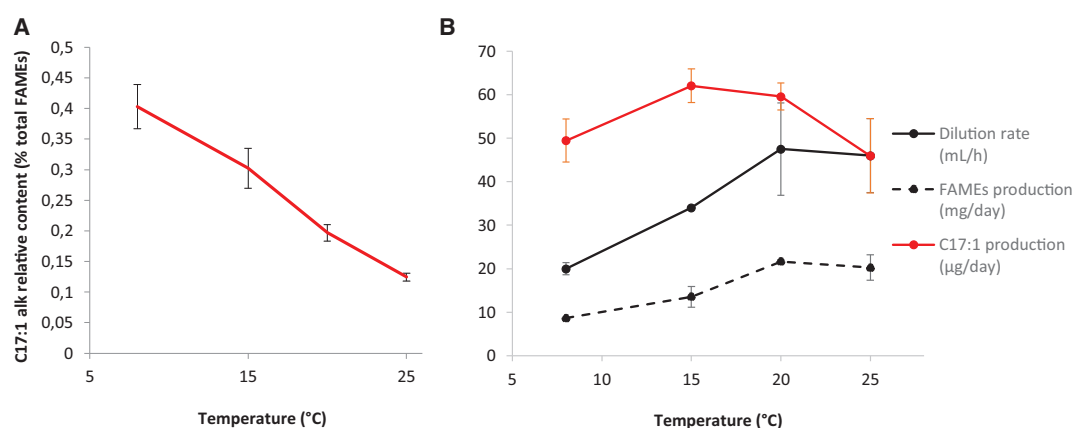 A
C17:1 alk relative content (% total FAMEs)
0,5
0,45
0,4
0,35
0,3
0,25
0,2
0,15
0,1
0,05
0
5
15
25
Temperature (°C)
B
70
60
50
40
30
20
10
0
5
10
15
20
25
Temperature (°C)
Dilution rate
(mL/h)
FAMEs production
(mg/day)
C17:1 production
(µg/day)